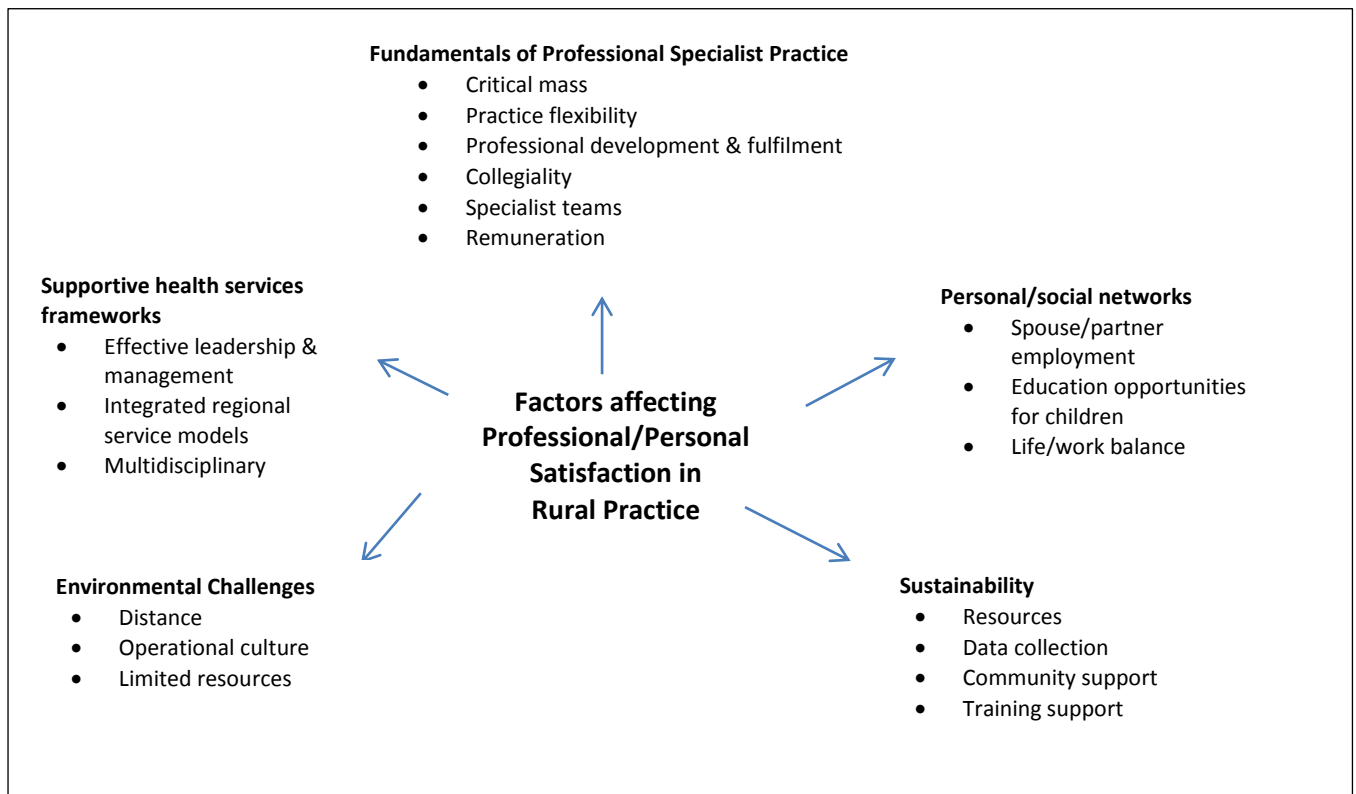 Fundamentals of Professional Specialist Practice
• Critical mass
• Practice flexibility
• Professional development & fulfilment
• Collegiality
• Specialist teams
• Remuneration
Supportive health services
frameworks
• Effective leadership &
management
• Integrated regional
service models
• Multidisciplinary
Personal/social networks
• Spouse/partner
employment
• Education opportunities
for children
• Life/work balance
Factors affecting
Professional/Personal
Satisfaction in
Rural Practice
Environmental Challenges
• Distance
• Operational culture
• Limited resources
Sustainability
• Resources
• Data collection
• Community support
• Training support